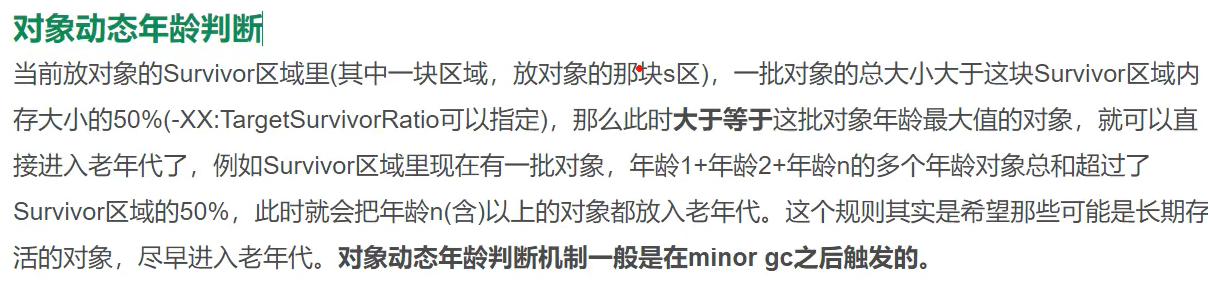 对象动态年龄判断
当前放对象的Survivor区域里(其中一块区域，放对象的那块s区)，一批对象的总大小大于这块Survivor区域内
存大小的50%(-XX:TargetSurvivorRatio可以指定)，那么此时大于等于这批对象年龄最大值的对象，就可以直
接进入老年代了，例如Survivor区域里现在有一批对象，年龄1+年龄2+年龄n的多个年龄对象总和超过了
Survivor区域的50%，此时就会把年龄n(含)以上的对象都放入老年代。这个规则其实是希望那些可能是长期存
活的对象，尽早进入老年代。对象动态年龄判断机制一般是在minor gc之后触发的。